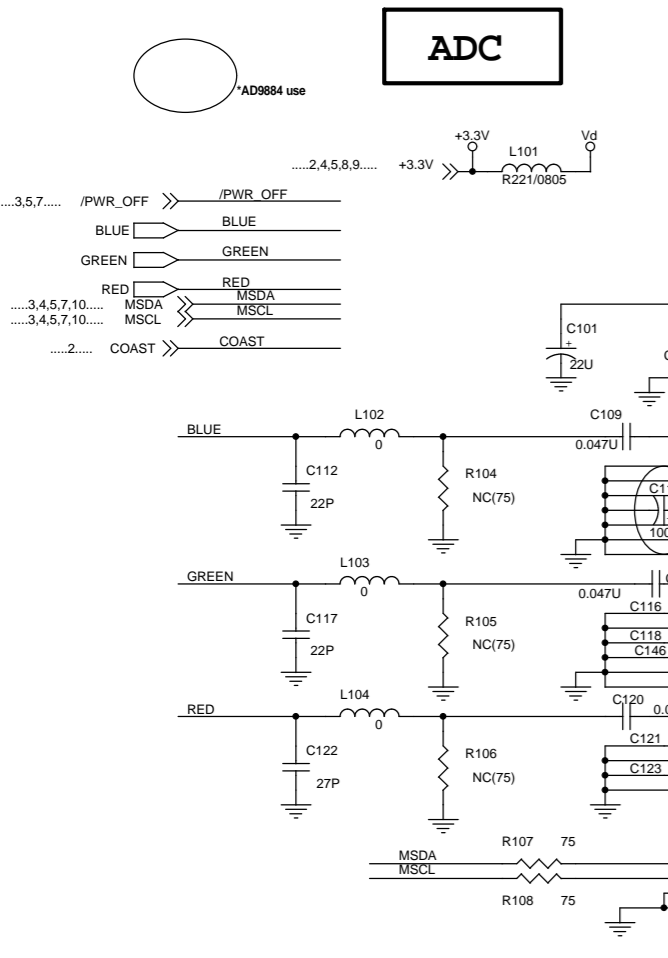 ADC
*AD9884 use
+3.3V
Vd
L101
.....2,4,5,8,9..... +3.3V
R221/0805
....3,5,7..... /PWR_OFF /PWR_OFF
BLUE BLUE
GREEN GREEN
RED RED
.....3,4,5,7,10..... MSDA MSDA
.....3,4,5,7,10..... MSCL MSCL
.....2..... COAST COAST
C101
+
22U
L102 C109
BLUE
0 0.047U
C112 R104
22P NC(75)
L103
GREEN
0 0.047U
C117 R105 C116
22P NC(75) C118
C146
L104 C120
RED
0
C122 R106 C121
27P NC(75) C123
R107 75
MSDA
MSCL
R108 75